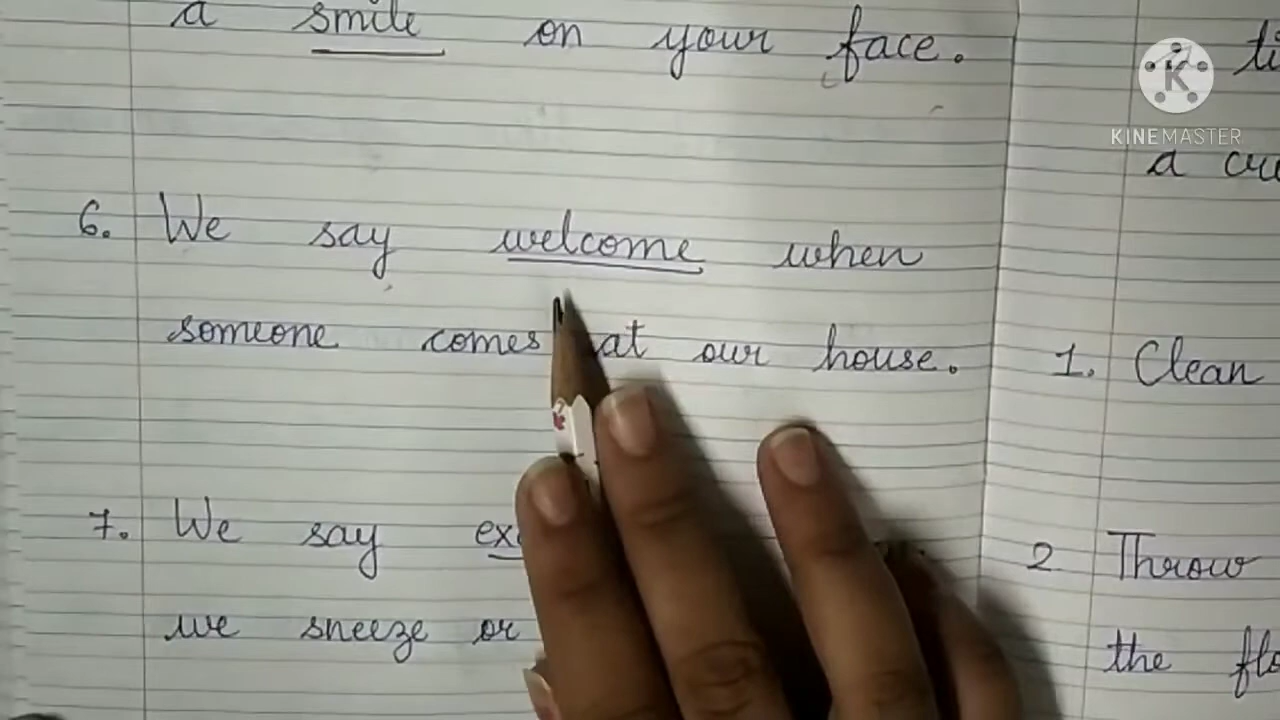 a smile on your face.
6. We say welcome when
someone comes at our house.
7. We say
we sneeze or
a
1. Clean
2 Throw
the
KINEMASTER